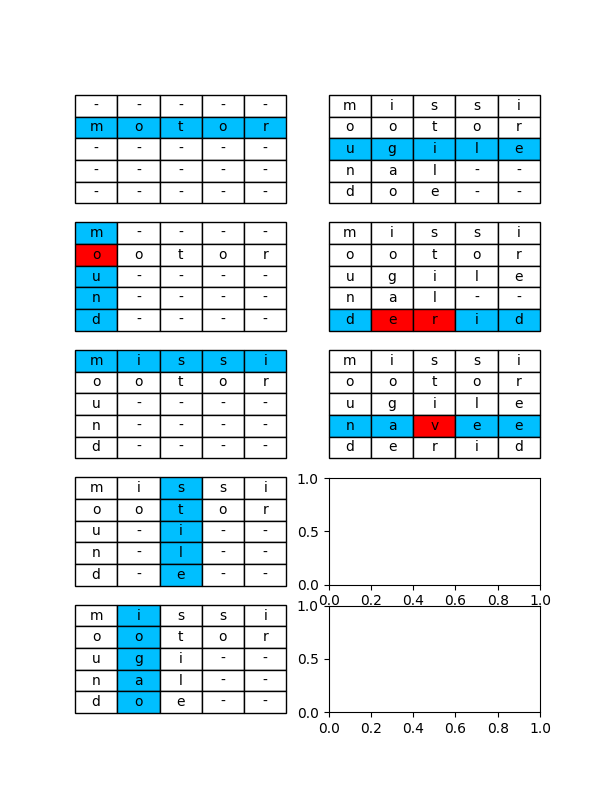 - - - - -
m o t o r
- - - - -
- - - - -
- - - - -
m - - - -
o o t o r
u - - - -
n - - - -
d - - - -
m i s s i
o o t o r
u - - - -
n - - - -
d - - - -
m i s s i
o o t o r
u - i - -
n - l - -
d - e - -
m i s s i
o o t o r
u g i - -
n a l - -
d o e - -
m i s s i
o o t o r
u g i l e
n a l - -
d o e - -
m i s s i
o o t o r
u g i l e
n a l - -
d e r i d
m i s s i
o o t o r
u g i l e
n a v e e
d e r i d
1.0
0.5
0.0
0.0 0.2 0.4 0.6 0.8 1.0
1.0
0.5
0.0
0.0 0.2 0.4 0.6 0.8 1.0